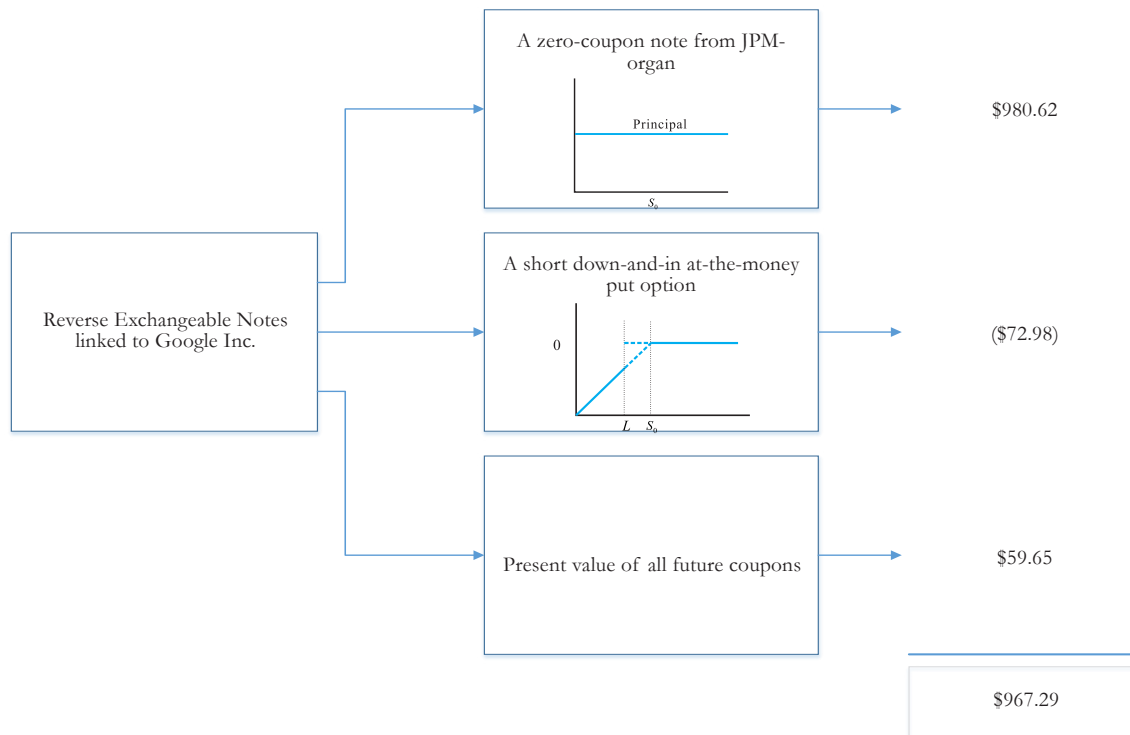 A zero-coupon note from JPM-
organ
Principal
S₀
$980.62
Reverse Exchangeable Notes
linked to Google Inc.
A short down-and-in at-the-money
put option
0
L S₀
($72.98)
Present value of all future coupons
$59.65
$967.29